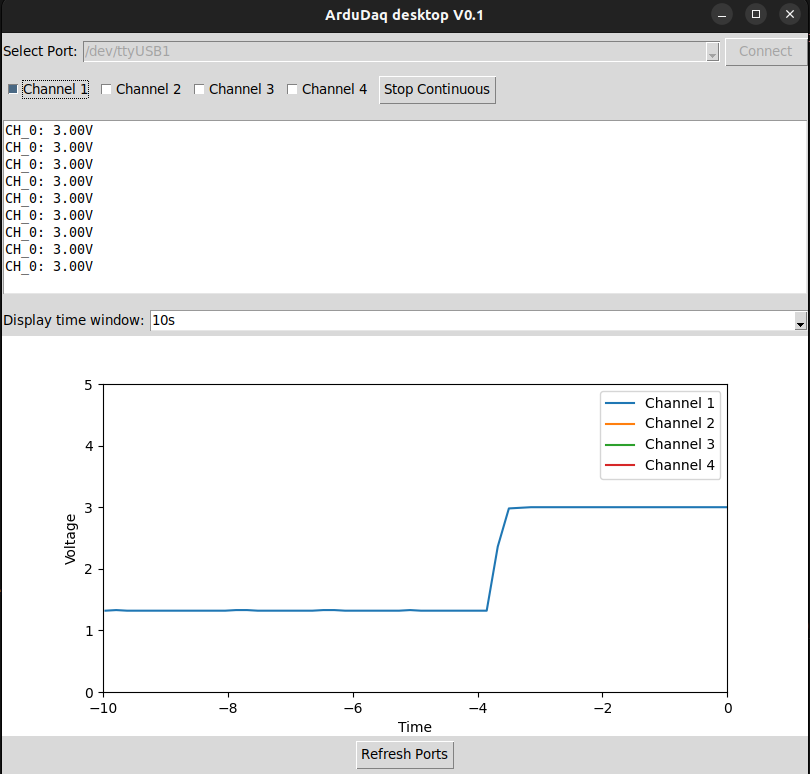 ArduDaq desktop V0.1
Select Port: /dev/ttyUSB1 Connect
Channel 1 Channel 2 Channel 3 Channel 4 Stop Continuous
CH_0: 3.00V
CH_0: 3.00V
CH_0: 3.00V
CH_0: 3.00V
CH_0: 3.00V
CH_0: 3.00V
CH_0: 3.00V
CH_0: 3.00V
CH_0: 3.00V
Display time window: 10s
5
4
3
2
1
0
Voltage
Channel 1
Channel 2
Channel 3
Channel 4
−10 −8 −6 −4 −2 0
Time
Refresh Ports